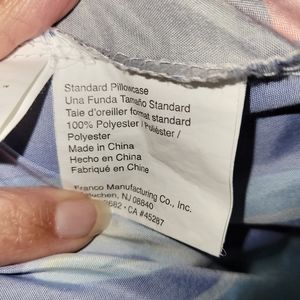 Standard Pillowcase
Una Funda Tamaño Standard
Taie d'oreiller format standard
100% Polyester / Poliéster /
Polyester
Made in China
Hecho en China
Fabriqué en Chine
Franco Manufacturing Co., Inc.
NJ 08840
CA #45287